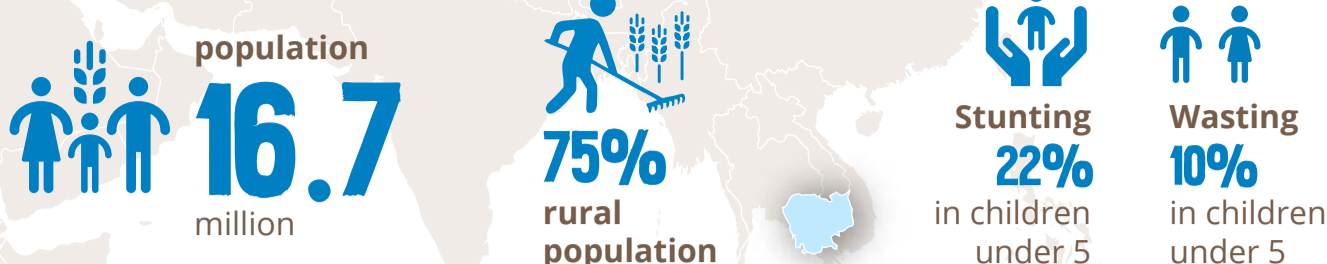 population
16.7
million
75%
rural
population
Stunting
22%
in children
under 5
Wasting
10%
in children
under 5